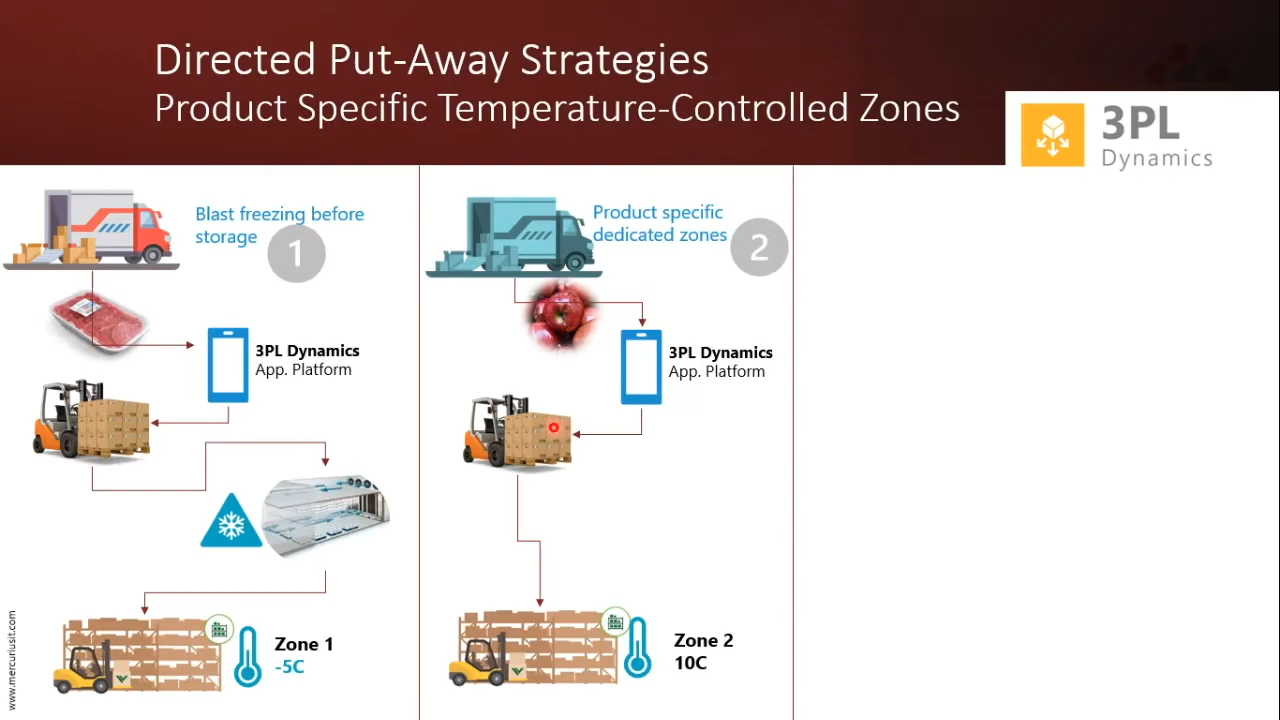 Directed Put-Away Strategies
Product Specific Temperature-Controlled Zones
3PL
Dynamics
Blast freezing before
storage
1
3PL Dynamics
App. Platform
Zone 1
-5C
Product specific
dedicated zones
2
3PL Dynamics
App. Platform
Zone 2
10C
www.mercuriusit.com